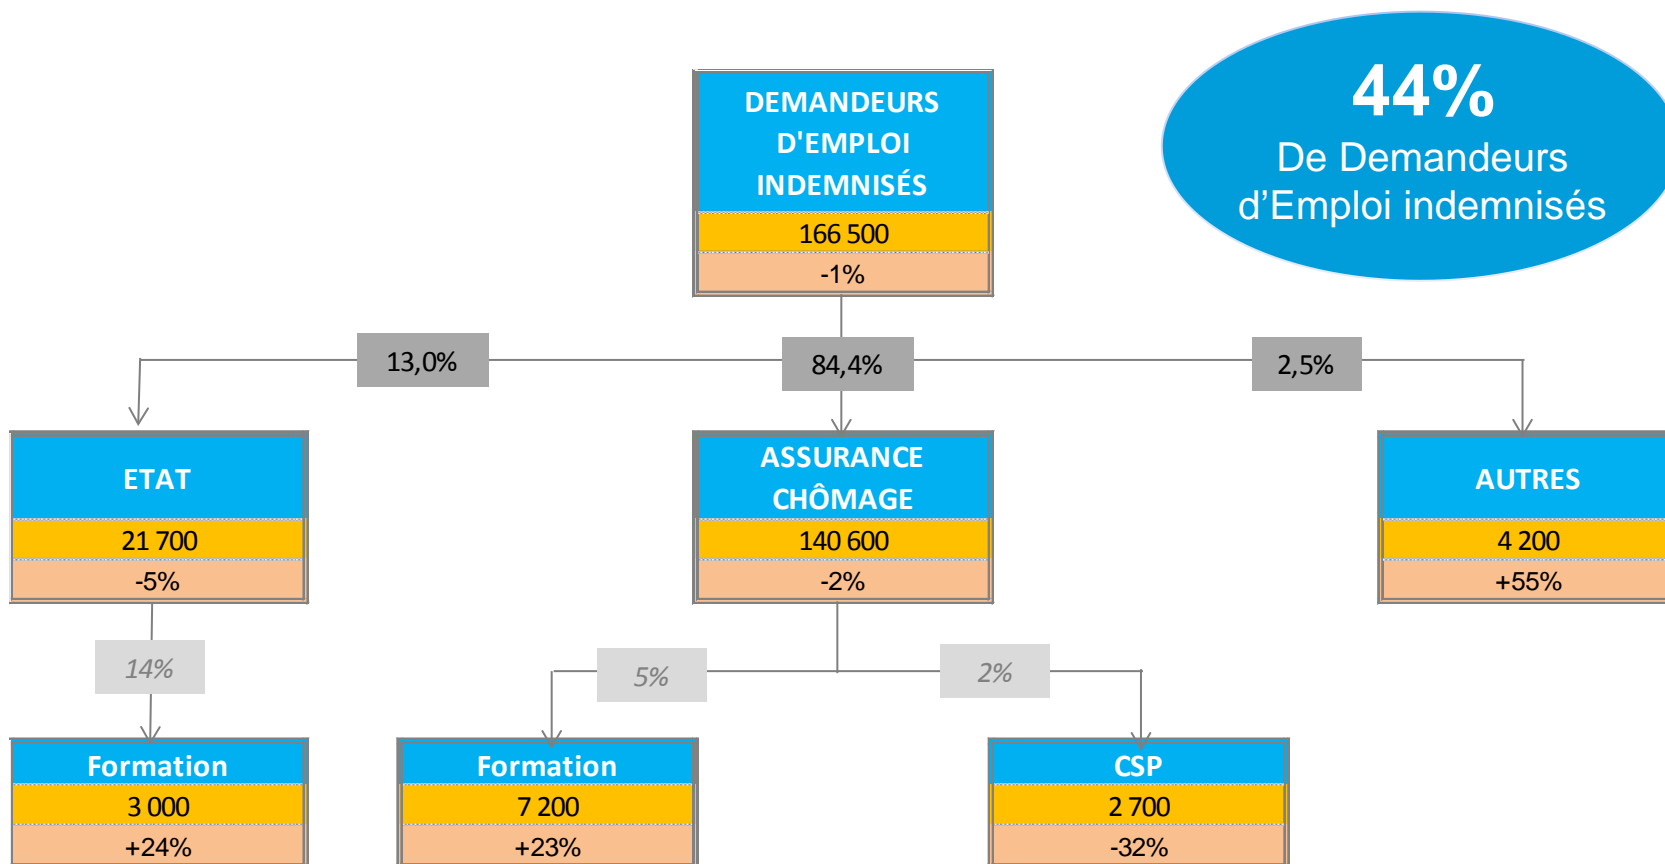 DEMANDEURS
D'EMPLOI
INDEMNISÉS
166 500
-1%
44%
De Demandeurs
d’Emploi indemnisés
13,0%
84,4%
2,5%
ETAT
21 700
-5%
ASSURANCE
CHÔMAGE
140 600
-2%
AUTRES
4 200
+55%
14%
5%
2%
Formation
3 000
+24%
Formation
7 200
+23%
CSP
2 700
-32%